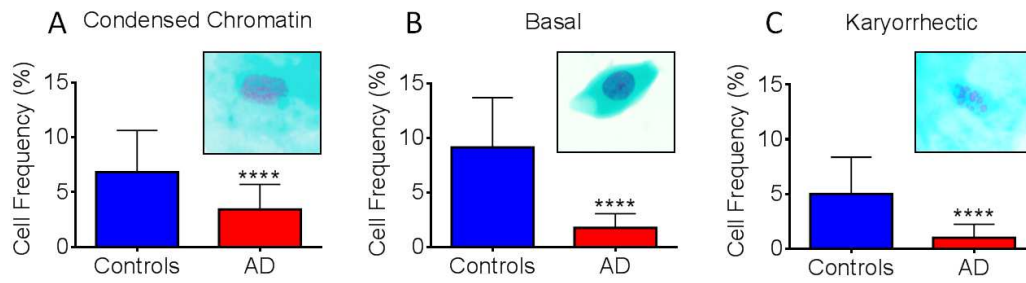 A Condensed Chromatin
Cell Frequency (%)
15
10
5
0
****
Controls AD
B Basal
Cell Frequency (%)
15
10
5
0
****
Controls AD
C Karyorrhectic
Cell Frequency (%)
15
10
5
0
****
Controls AD